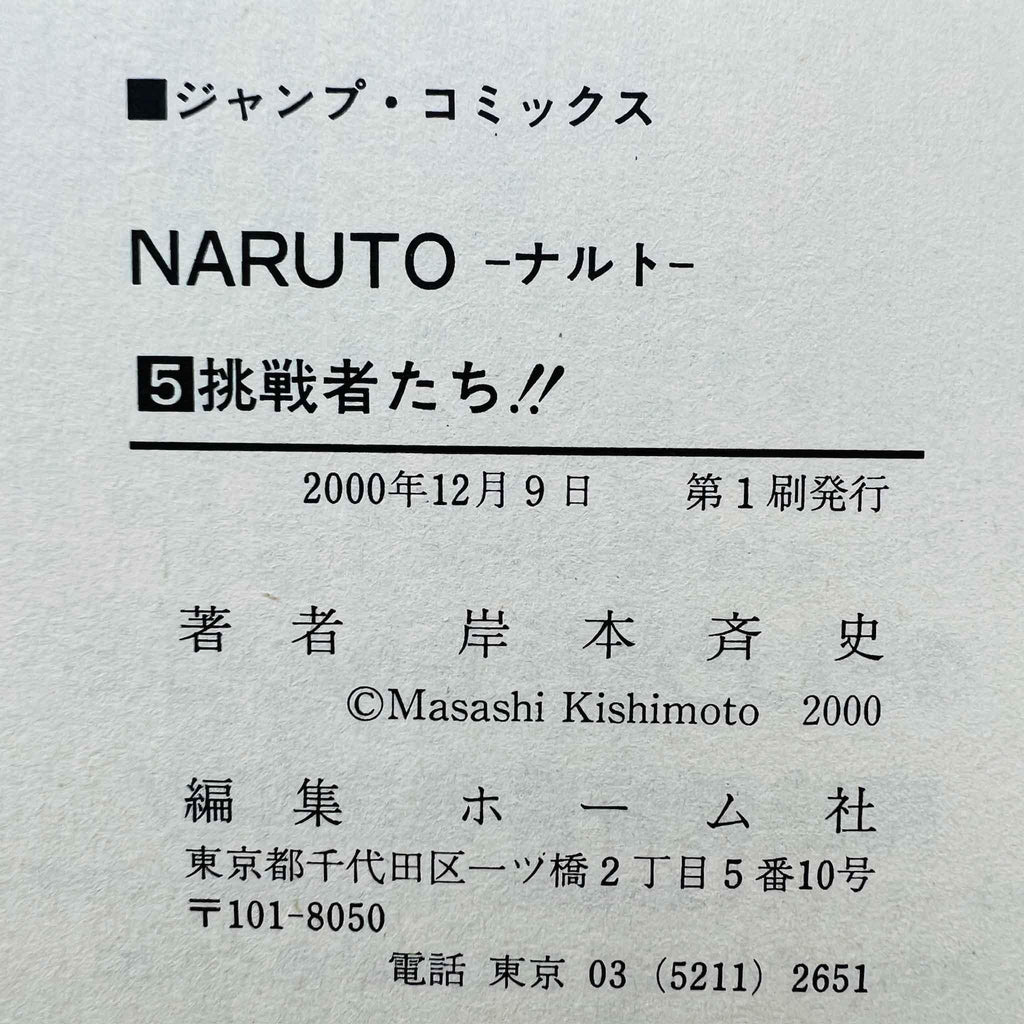 ■ジャンプ・コミックス
NARUTO -ナルト-
5挑戦者たち!!
2000年12月9日 第1刷発行
著者 岸本斉史
©Masashi Kishimoto 2000
編集 ホーム社
東京都千代田区一ツ橋2丁目5番10号
〒101-8050
電話 東京 03 (5211) 2651